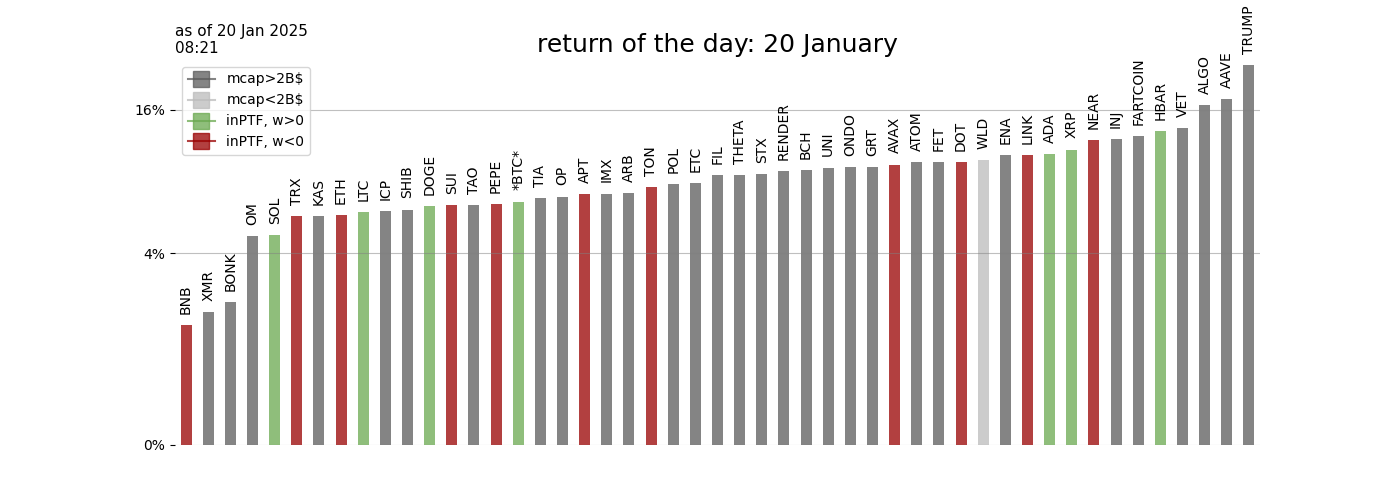 as of 20 Jan 2025
08:21
return of the day: 20 January
mcap>2B$
mcap<2B$
inPTF, w>0
inPTF, w<0
16%
4%
0%
BNB
XMR
BONK
OM
SOL
TRX
KAS
ETH
LTC
ICP
SHIB
DOGE
SUI
TAO
PEPE
*BTC*
TIA
OP
APT
IMX
ARB
TON
POL
ETC
FIL
THETA
STX
RENDER
BCH
UNI
ONDO
GRT
AVAX
ATOM
FET
DOT
WLD
ENA
LINK
ADA
XRP
NEAR
INJ
FARTCOIN
HBAR
VET
ALGO
AAVE
TRUMP